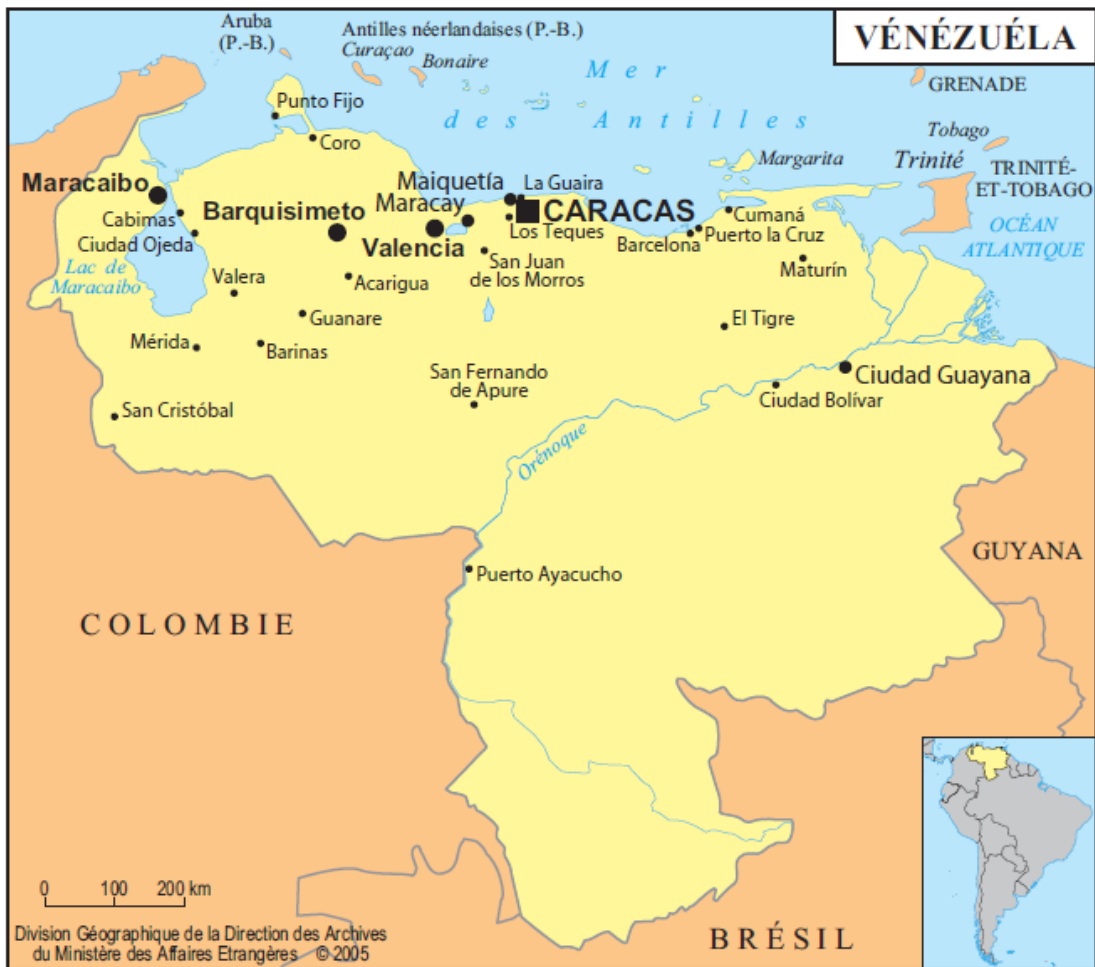 Aruba
(P.-B.)
Antilles néerlandaises (P.-B.)
Curaçao
Bonaire
VÉNÉZUÉLA
Mer
des Antilles
GRENADE
Tobago
Trinité
TRINITÉ-
ET-TOBAGO
Margarita
OCÉAN
ATLANTIQUE
Punto Fijo
Coro
Maracaibo
Cabimas
Ciudad Ojeda
Lac de
Maracaibo
Barquisimeto
Maiquetía
La Guaira
Maracay
CARACAS
Valencia
Los Teques
San Juan
de los Morros
Barcelona
Cumaná
Puerto la Cruz
Maturín
Valera
Acarigua
Guanare
El Tigre
Mérida
Barinas
San Fernando
de Apure
Ciudad Guayana
Ciudad Bolívar
San Cristóbal
Orénoque
Puerto Ayacucho
GUYANA
COLOMBIE
BRÉSIL
0 100 200 km
Division Géographique de la Direction des Archives
du Ministère des Affaires Etrangères © 2005